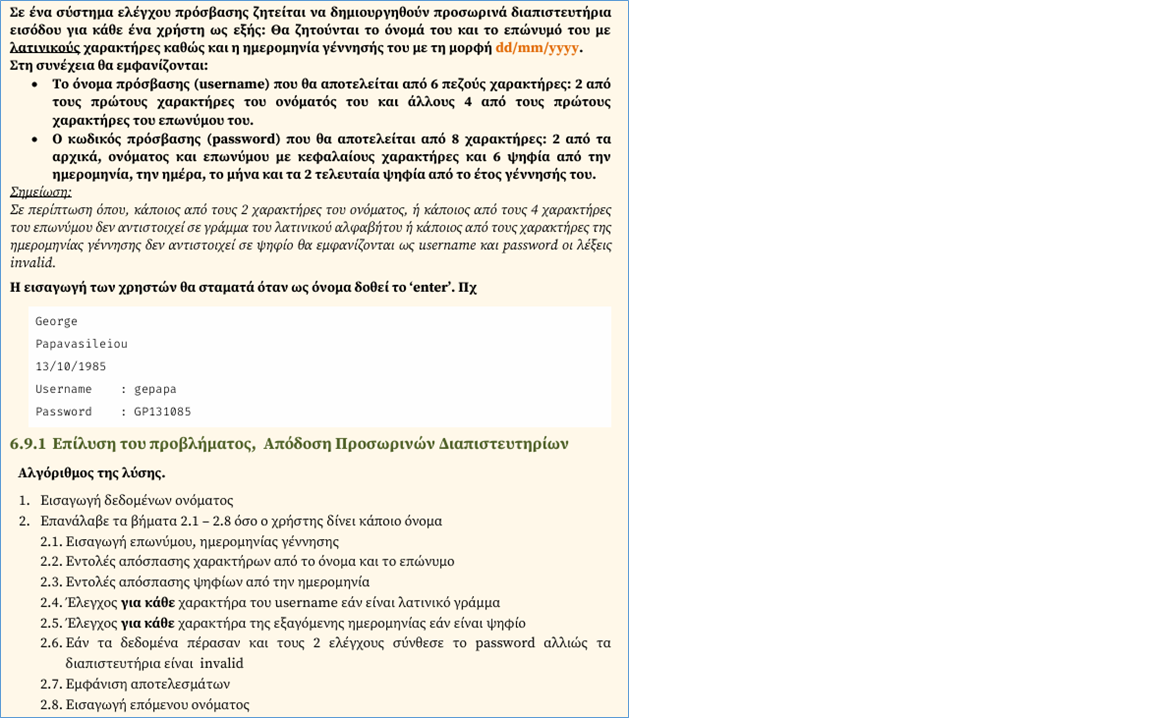 Σε ένα σύστημα ελέγχου πρόσβασης ζητείται να δημιουργηθούν προσωρινά διαπιστευτήρια
εισόδου για κάθε ένα χρήστη ως εξής: Θα ζητούνται το όνομά του και το επώνυμό του με
λατινικούς χαρακτήρες καθώς και η ημερομηνία γέννησής του με τη μορφή dd/mm/yyyy.
Στη συνέχεια θα εμφανίζονται:
• Το όνομα πρόσβασης (username) που θα αποτελείται από 6 πεζούς χαρακτήρες: 2 από
τους πρώτους χαρακτήρες του ονόματός του και άλλους 4 από τους πρώτους
χαρακτήρες του επωνύμου του.
• Ο κωδικός πρόσβασης (password) που θα αποτελείται από 8 χαρακτήρες: 2 από τα
αρχικά, ονόματος και επωνύμου με κεφαλαίους χαρακτήρες και 6 ψηφία από την
ημερομηνία, την ημέρα, το μήνα και τα 2 τελευταία ψηφία από το έτος γέννησής του.
Σημείωση:
Σε περίπτωση όπου, κάποιος από τους 2 χαρακτήρες του ονόματος, ή κάποιος από τους 4 χαρακτήρες
του επωνύμου δεν αντιστοιχεί σε γράμμα του λατινικού αλφαβήτου ή κάποιος από τους χαρακτήρες της
ημερομηνίας γέννησης δεν αντιστοιχεί σε ψηφίο θα εμφανίζονται ως username και password οι λέξεις
invalid.
Η εισαγωγή των χρηστών θα σταματά όταν ως όνομα δοθεί το ‘enter’. Πχ
George
Papavasileiou
13/10/1985
Username : gepapa
Password : GP131085
6.9.1 Επίλυση του προβλήματος, Απόδοση Προσωρινών Διαπιστευτηρίων
Αλγόριθμος της λύσης.
1. Εισαγωγή δεδομένων ονόματος
2. Επανάλαβε τα βήματα 2.1 – 2.8 όσο ο χρήστης δίνει κάποιο όνομα
2.1. Εισαγωγή επωνύμου, ημερομηνίας γέννησης
2.2. Εντολές απόσπασης χαρακτήρων από το όνομα και το επώνυμο
2.3. Εντολές απόσπασης ψηφίων από την ημερομηνία
2.4. Έλεγχος για κάθε χαρακτήρα του username εάν είναι λατινικό γράμμα
2.5. Έλεγχος για κάθε χαρακτήρα της εξαγόμενης ημερομηνίας εάν είναι ψηφίο
2.6. Εάν τα δεδομένα πέρασαν και τους 2 ελέγχους σύνθεσε το password αλλιώς τα
διαπιστευτήρια είναι invalid
2.7. Εμφάνιση αποτελεσμάτων
2.8. Εισαγωγή επόμενου ονόματος